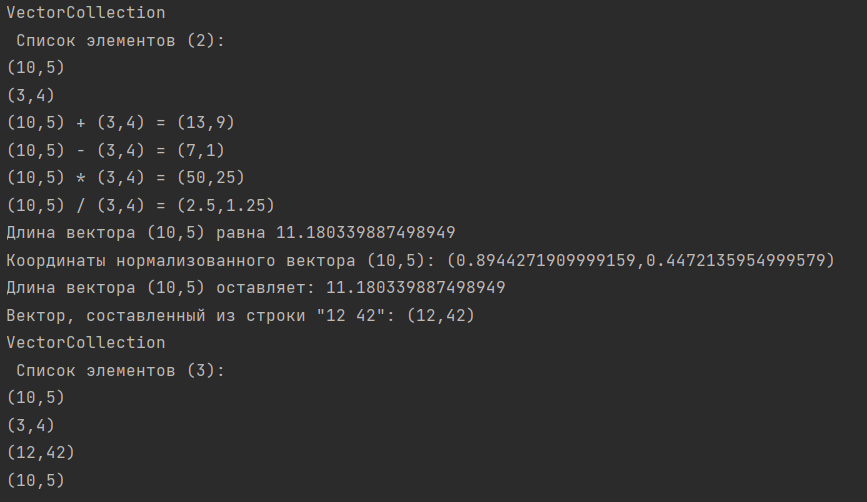 VectorCollection
Список элементов (2):
(10,5)
(3,4)
(10,5) + (3,4) = (13,9)
(10,5) - (3,4) = (7,1)
(10,5) * (3,4) = (50,25)
(10,5) / (3,4) = (2.5,1.25)
Длина вектора (10,5) равна 11.180339887498949
Координаты нормализованного вектора (10,5): (0.8944271909999159,0.4472135954999579)
Длина вектора (10,5) оставляет: 11.180339887498949
Вектор, составленный из строки "12 42": (12,42)
VectorCollection
Список элементов (3):
(10,5)
(3,4)
(12,42)
(10,5)